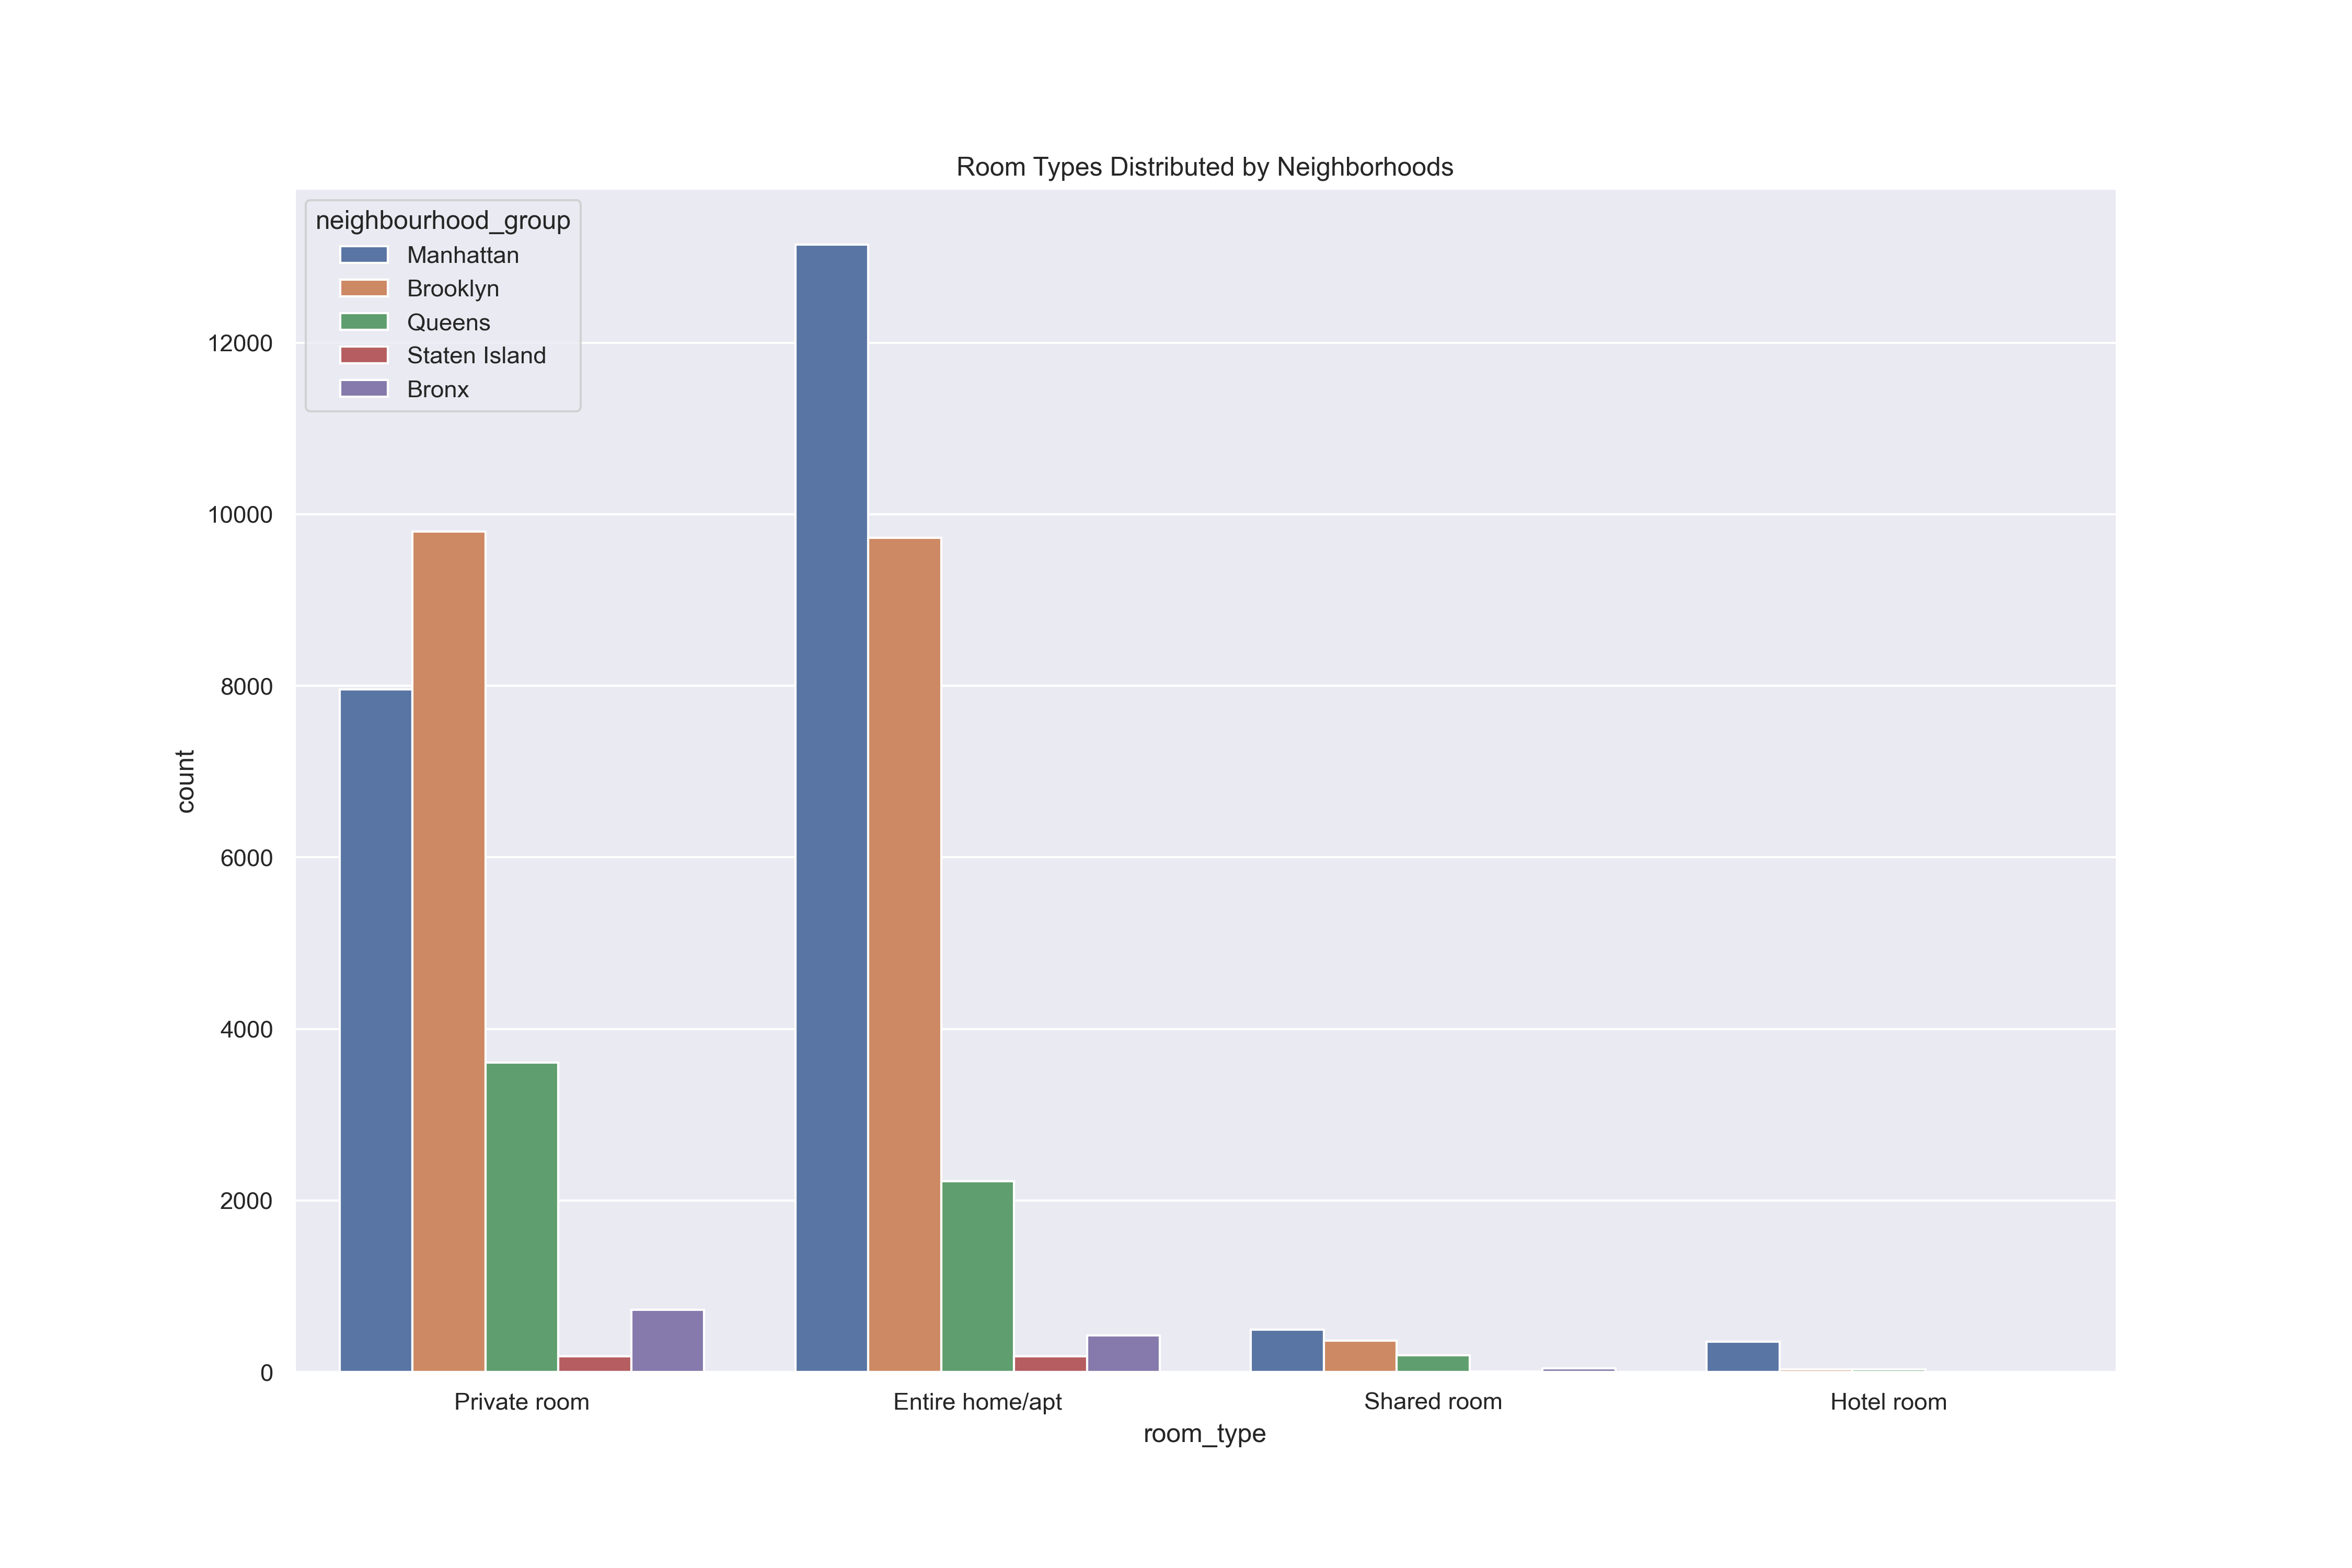 Room Types Distributed by Neighborhoods
neighbourhood_group
Manhattan
Brooklyn
Queens
Staten Island
Bronx
12000
10000
8000
6000
4000
2000
0
count
Private room
Entire home/apt
Shared room
Hotel room
room_type